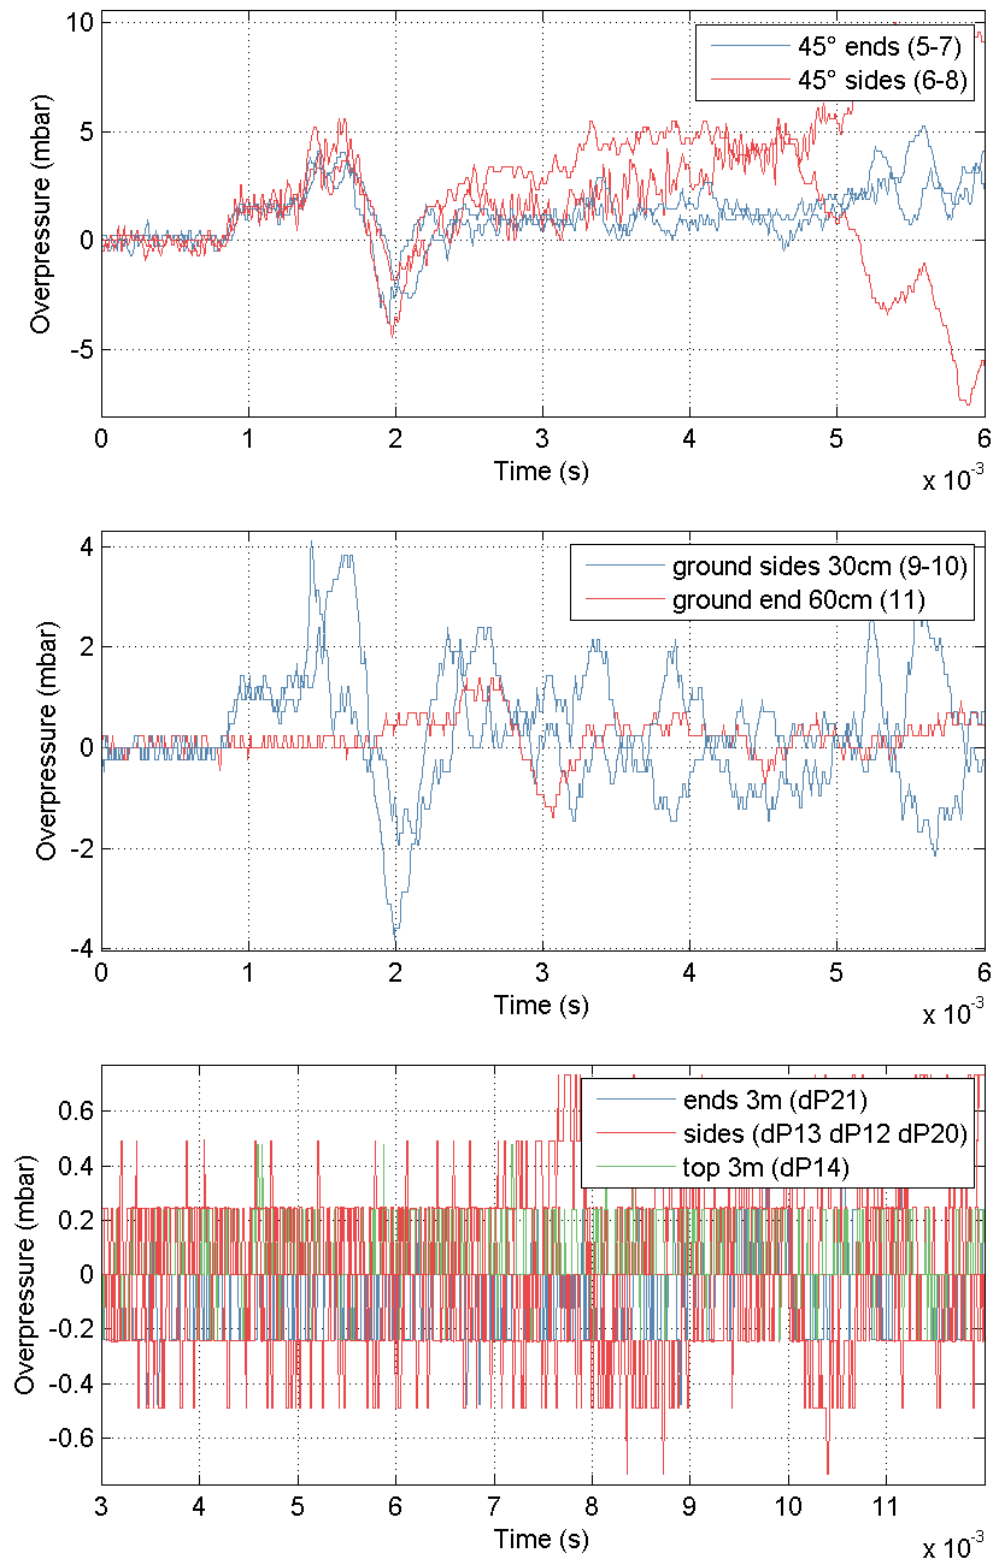 10
5
0
-5
Overpressure (mbar)
45° ends (5-7)
45° sides (6-8)
0 1 2 3 4 5 6
Time (s)
x 10-3
4
2
0
-2
-4
Overpressure (mbar)
ground sides 30cm (9-10)
ground end 60cm (11)
0 1 2 3 4 5 6
Time (s)
x 10-3
0.6
0.4
0.2
0
-0.2
-0.4
-0.6
Overpressure (mbar)
ends 3m (dP21)
sides (dP13 dP12 dP20)
top 3m (dP14)
3 4 5 6 7 8 9 10 11
Time (s)
x 10-3